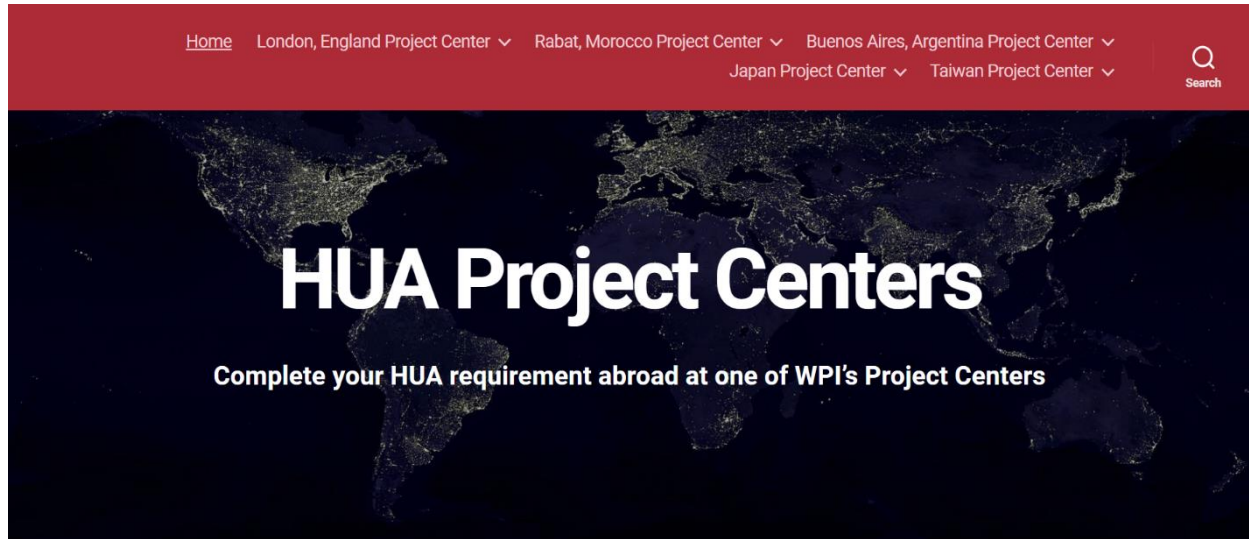 Home London, England Project Center Rabat, Morocco Project Center Buenos Aires, Argentina Project Center
Japan Project Center Taiwan Project Center
Search
HUA Project Centers
Complete your HUA requirement abroad at one of WPI’s Project Centers